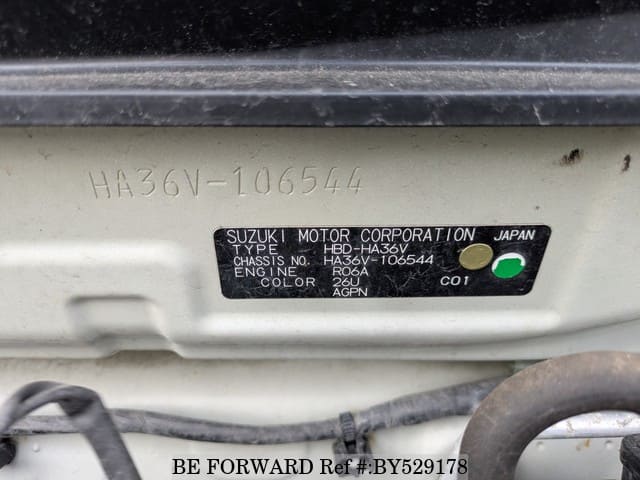 HA36V-106544
SUZUKI MOTOR CORPORATION JAPAN
TYPE HBD-HA36V
CHASSIS NO. HA36V-106544
ENGINE R06A
COLOR 26U C01
AGPN
BE FORWARD Ref #:BY529178